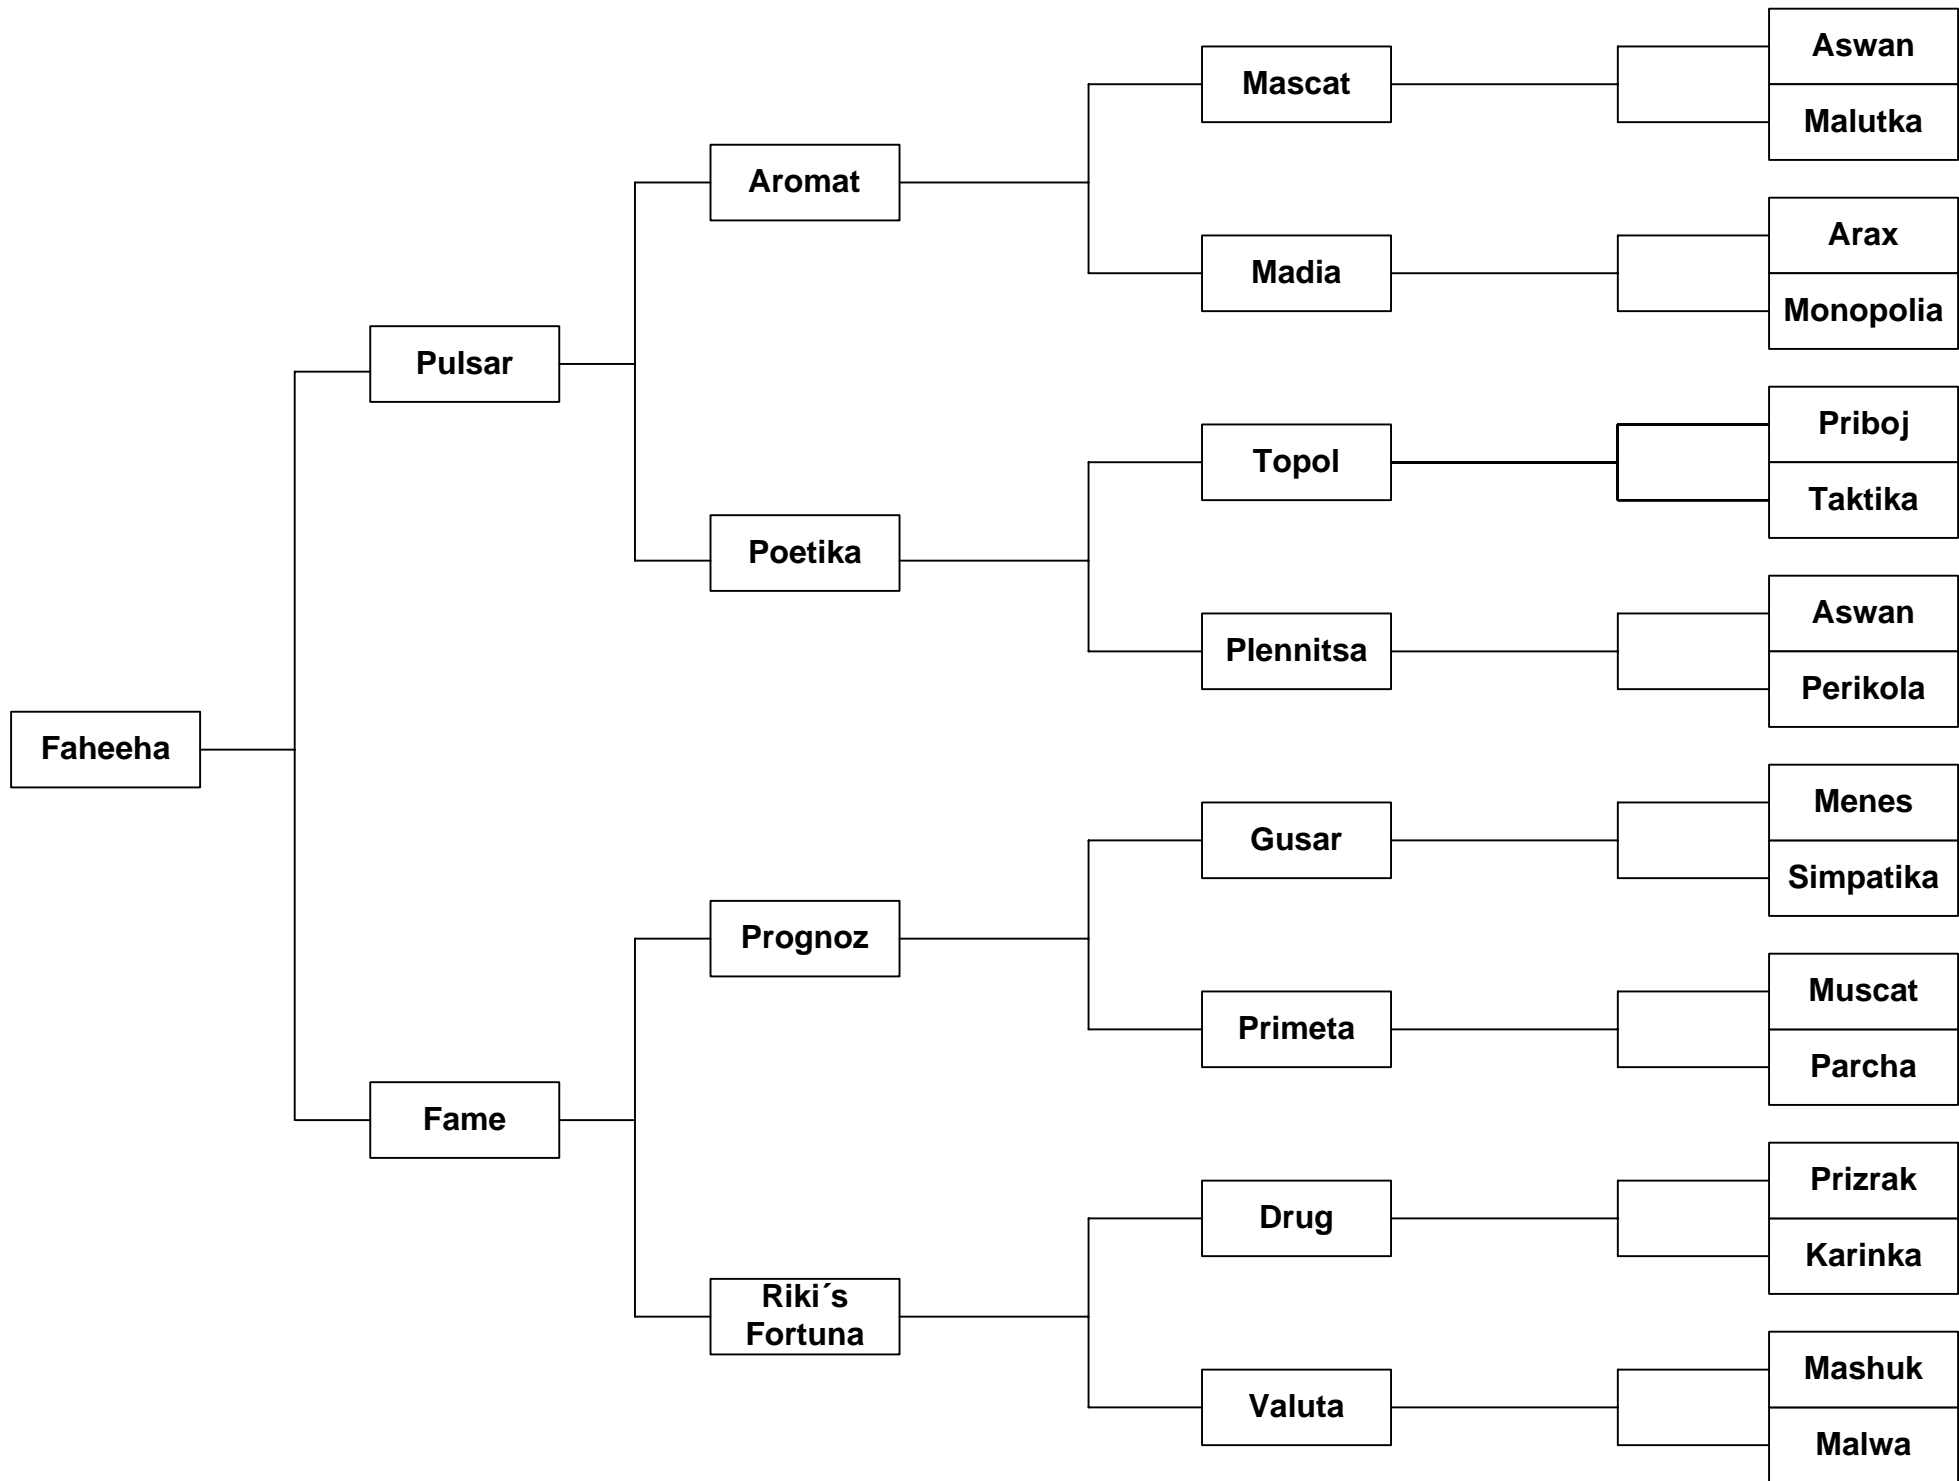 Aswan
Mascat
Malutka
Aromat
Arax
Madia
Monopolia
Pulsar
Priboj
Topol
Taktika
Poetika
Aswan
Plennitsa
Perikola
Faheeha
Menes
Gusar
Simpatika
Prognoz
Muscat
Primeta
Parcha
Fame
Prizrak
Drug
Karinka
Riki´s
Fortuna
Mashuk
Valuta
Malwa